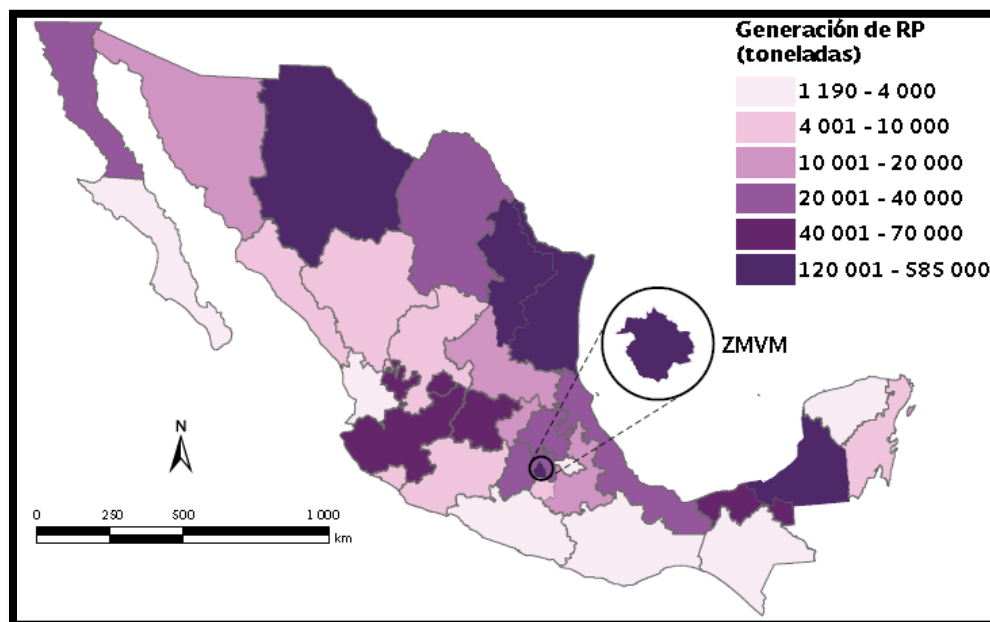 Generación de RP
(toneladas)
1 190 - 4 000
4 001 - 10 000
10 001 - 20 000
20 001 - 40 000
40 001 - 70 000
120 001 - 585 000
ZMVM
N
0 250 500 1 000
km